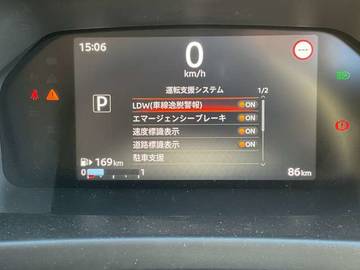 15:06
0
km/h
運転支援システム 1/2
P
LDW(車線逸脱警報) ON
エマージェンシーブレーキ ON
速度標識表示 ON
道路標識表示 ON
駐車支援
169km
0 1
86km